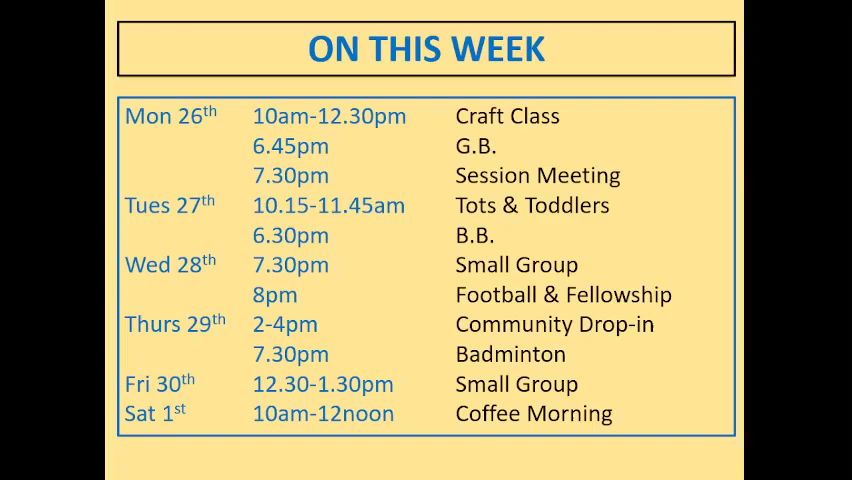 ON THIS WEEK
Mon 26th 10am-12.30pm Craft Class
6.45pm G.B.
7.30pm Session Meeting
Tues 27th 10.15-11.45am Tots & Toddlers
6.30pm B.B.
Wed 28th 7.30pm Small Group
8pm Football & Fellowship
Thurs 29th 2-4pm Community Drop-in
7.30pm Badminton
Fri 30th 12.30-1.30pm Small Group
Sat 1st 10am-12noon Coffee Morning